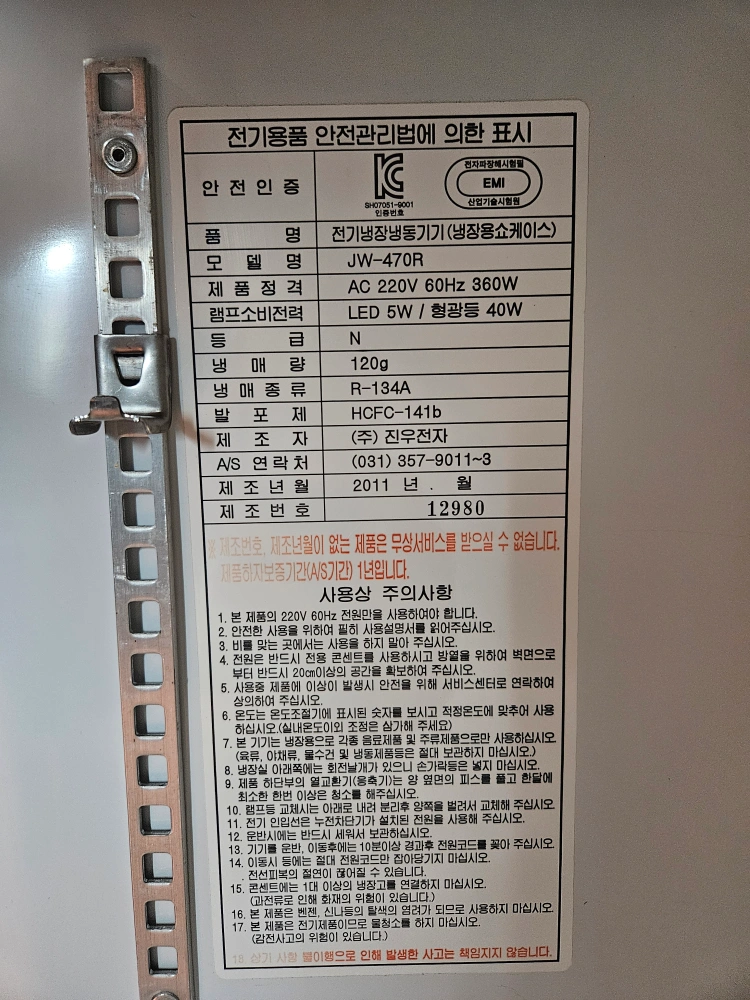 전기용품 안전관리법에 의한 표시
안전인증
KC
SH07051-9001
인증번호
전자파장해시험필
EMI
산업기술시험원
품 명 전기냉장냉동기기(냉장용쇼케이스)
모 델 명 JW-470R
제 품 정 격 AC 220V 60Hz 360W
램프소비전력 LED 5W / 형광등 40W
등 급 N
냉 매 량 120g
냉 매 종 류 R-134A
발 포 제 HCFC-141b
제 조 자 (주) 진우전자
A/S 연 락 처 (031) 357-9011~3
제 조 년 월 2011 년 . 월
제 조 번 호 12980
제조번호, 제조년월이 없는 제품은 무상서비스를 받으실 수 없습니다.
제품하자보증기간(A/S기간) 1년입니다.
사용상 주의사항
1. 본 제품의 220V 60Hz 전원만을 사용하여야 합니다.
2. 안전한 사용을 위하여 필히 사용설명서를 읽어주십시오.
3. 비를 맞는 곳에서는 사용을 하지 말아 주십시오.
4. 전원은 반드시 전용 콘센트를 사용하시고 방열을 위하여 벽면으로
부터 반드시 20cm이상의 공간을 확보하여 주십시오.
5. 사용중 제품에 이상이 발생시 안전을 위해 서비스센터로 연락하여
상의하여 주십시오.
6. 온도는 온도조절기에 표시된 숫자를 보시고 적정온도에 맞추어 사용
하십시오.(실내온도이외 조정은 삼가해 주세요)
7. 본 기기는 냉장용으로 각종 음료제품 및 주류제품으로만 사용하십시오.
(육류, 야채류, 물수건 및 냉동제품등은 절대 보관하지 마십시오.)
8. 냉장실 아래쪽에는 회전날개가 있으니 손가락등은 넣지 마십시오.
9. 제품 하단부의 열교환기(응축기)는 양 옆면의 피스를 풀고 한달에
최소한 한번 이상은 청소를 해주십시오.
10. 램프등 교체시는 아래로 내려 분리후 양쪽을 벌려서 교체해 주십시오.
11. 전기 인입선은 누전차단기가 설치된 전원을 사용해 주십시오.
12. 운반시에는 반드시 세워서 보관하십시오.
13. 기기를 운반, 이동후에는 10분이상 경과후 전원코드를 꽂아 주십시오.
14. 이동시 등에는 절대 전원코드만 잡아당기지 마십시오.
. 전선피복의 절연이 끊어질 수 있습니다.
15. 콘센트에는 1대 이상의 냉장고를 연결하지 마십시오.
(과전류로 인해 화재의 위험이 있습니다.)
16. 본 제품은 벤젠, 신나등의 탈색의 염려가 되므로 사용하지 마십시오.
17. 본 제품은 전기제품이므로 물청소를 하지 마십시오.
(감전사고의 위험이 있습니다.)
18. 상기 사항 불이행으로 인해 발생한 사고는 책임지지 않습니다.